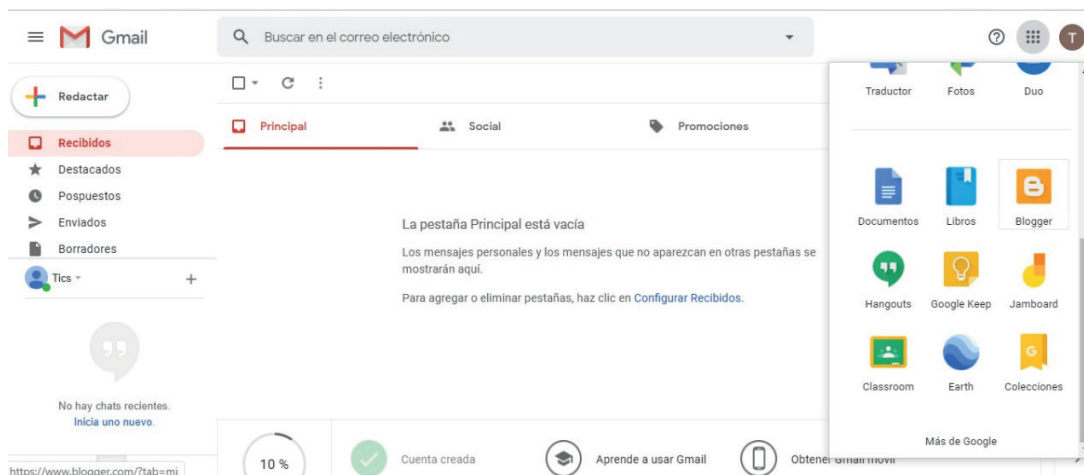 Gmail
Buscar en el correo electrónico
T
Redactar
Recibidos
Destacados
Pospuestos
Enviados
Borradores
Tics
No hay chats recientes.
Inicia uno nuevo.
https://www.blogger.com/?tab=mi
Principal
Social
Promociones
La pestaña Principal está vacía
Los mensajes personales y los mensajes que no aparezcan en otras pestañas se
mostrarán aquí.
Para agregar o eliminar pestañas, haz clic en Configurar Recibidos.
10 %
Cuenta creada
Aprende a usar Gmail
Obtener Gmail móvil
Traductor
Fotos
Duo
Documentos
Libros
Blogger
Hangouts
Google Keep
Jamboard
Classroom
Earth
G
Colecciones
Más de Google